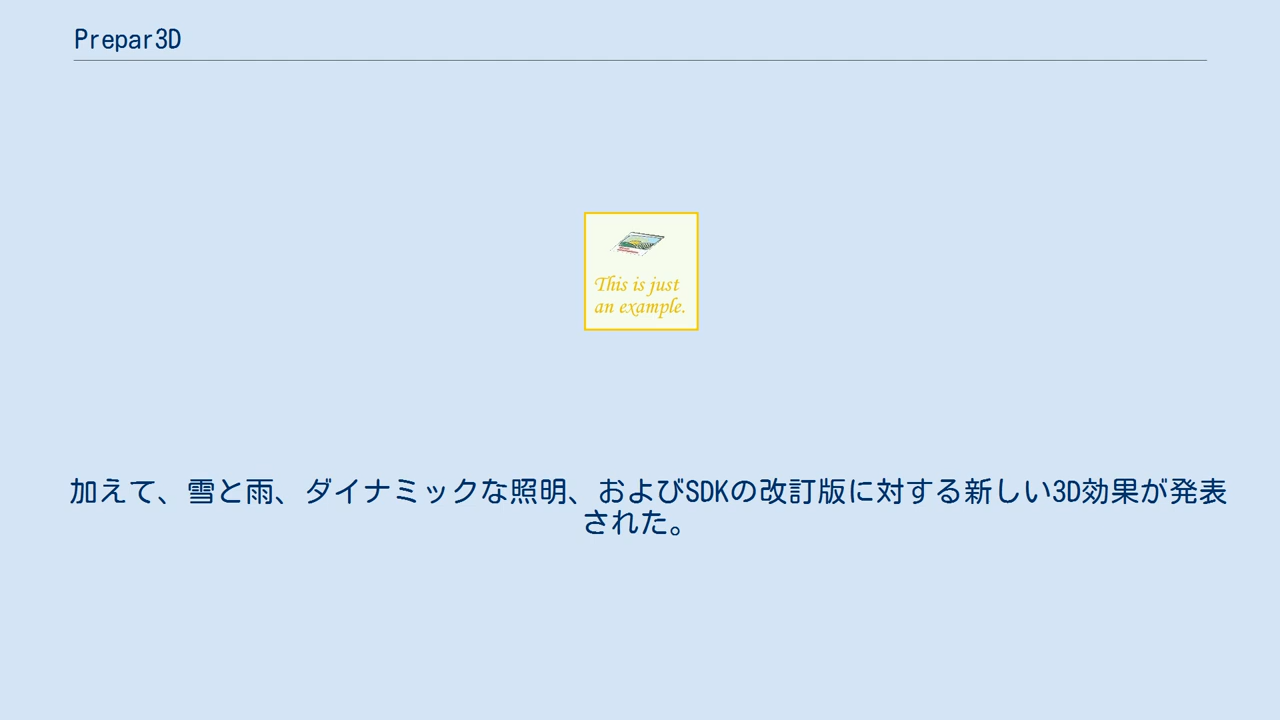 Prepar3D
This is just
an example.
加えて、雪と雨、ダイナミックな照明、およびSDKの改訂版に対する新しい3D効果が発表
された。